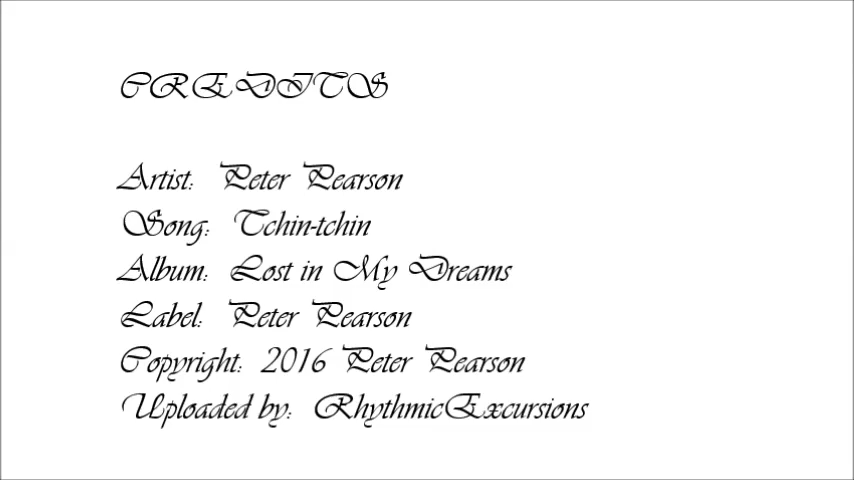 CREDITS
Artist: Peter Pearson
Song: Tchin-tchin
Album: Lost in My Dreams
Label: Peter Pearson
Copyright: 2016 Peter Pearson
Uploaded by: RhythmicExcursions